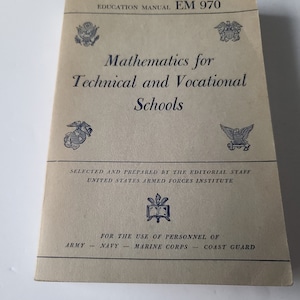 EDUCATION MANUAL EM 970
Mathematics for
Technical and Vocational
Schools
SELECTED AND PREPARED BY THE EDITORIAL STAFF
UNITED STATES ARMED FORCES INSTITUTE
FOR THE USE OF PERSONNEL OF
ARMY — NAVY — MARINE CORPS — COAST GUARD